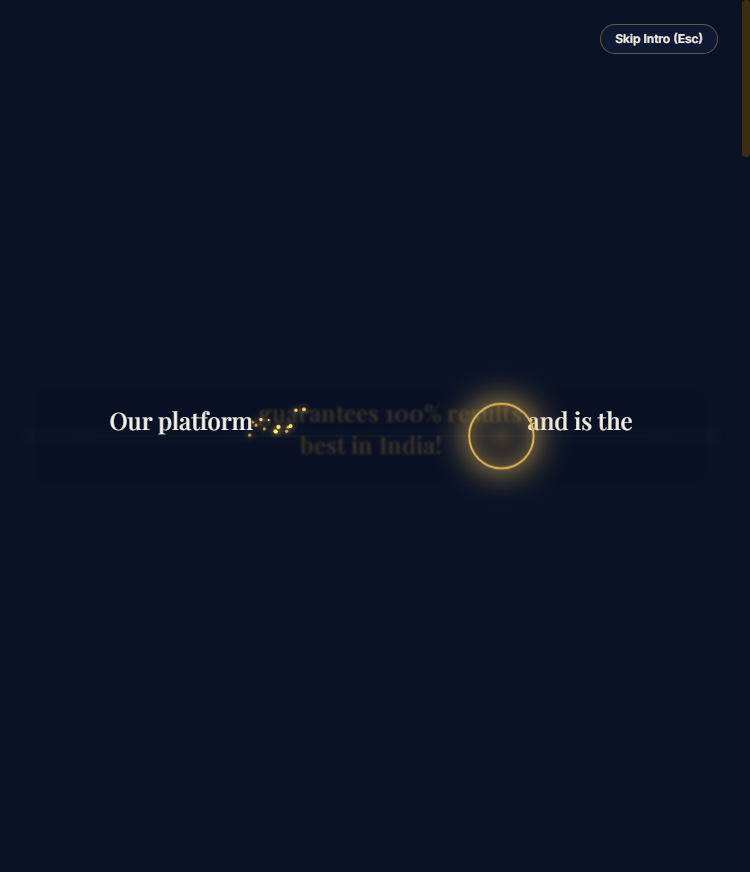 Skip Intro (Esc)
Our platform guarantees 100% results and is the
best in India!